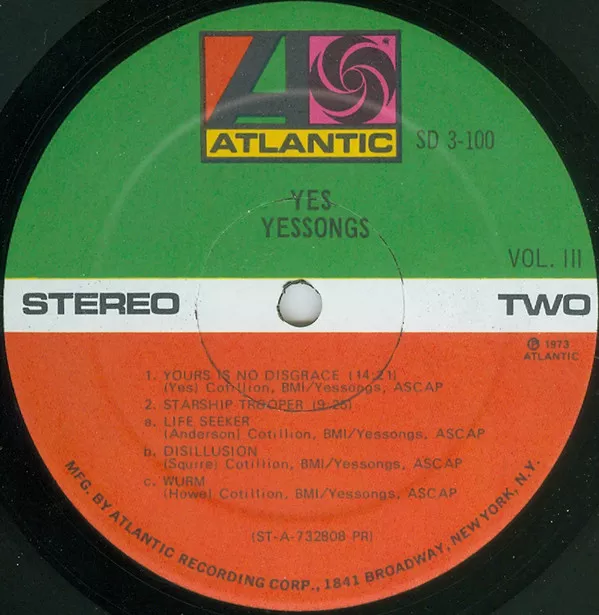 ATLANTIC
SD 3-100
YES
YESSONGS
VOL. III
STEREO
TWO
Ⓟ 1973
ATLANTIC
1. YOURS IS NO DISGRACE (14:21)
(Yes) Cotillion, BMI/Yessongs, ASCAP
2. STARSHIP TROOPER (9:25)
a. LIFE SEEKER
(Anderson) Cotillion, BMI/Yessongs, ASCAP
b. DISILLUSION
(Squire) Cotillion, BMI/Yessongs, ASCAP
c. WURM
(Howe) Cotillion, BMI/Yessongs, ASCAP
(ST-A-732808-PR)
MFG. BY ATLANTIC RECORDING CORP., 1841 BROADWAY, NEW YORK, N.Y.